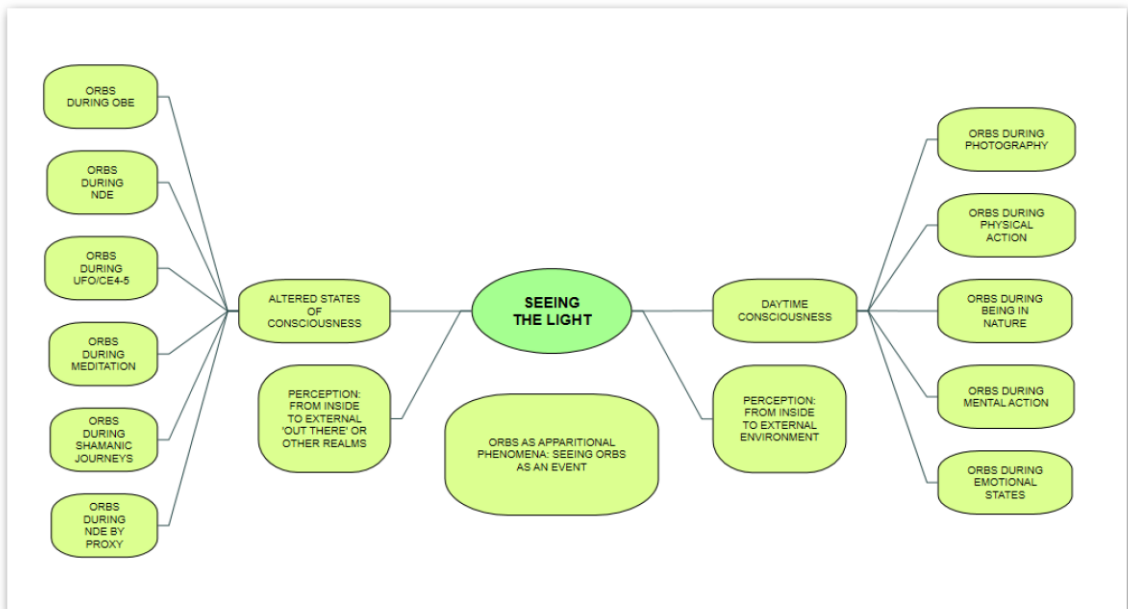 ORBS
DURING OBE
ORBS
DURING
NDE
ORBS
DURING
UFO/CE4-5
ORBS
DURING
MEDITATION
ORBS
DURING
SHAMANIC
JOURNEYS
ORBS
DURING
NDE BY
PROXY
ALTERED STATES
OF
CONSCIOUSNESS
PERCEPTION:
FROM INSIDE
TO EXTERNAL
'OUT THERE' OR
OTHER REALMS
SEEING
THE LIGHT
ORBS AS APPARITIONAL
PHENOMENA: SEEING ORBS
AS AN EVENT
DAYTIME
CONSCIOUSNESS
PERCEPTION:
FROM INSIDE
TO EXTERNAL
ENVIRONMENT
ORBS DURING
PHOTOGRAPHY
ORBS DURING
PHYSICAL
ACTION
ORBS DURING
BEING IN
NATURE
ORBS DURING
MENTAL ACTION
ORBS DURING
EMOTIONAL
STATES